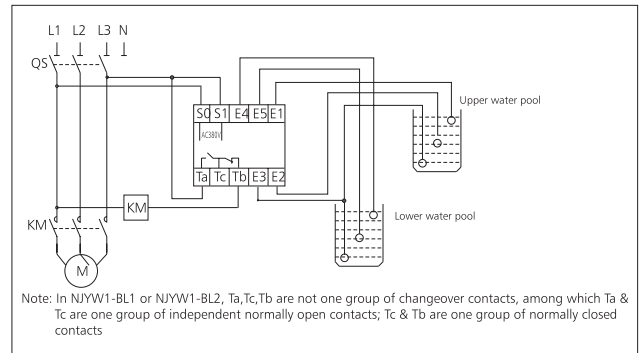 L1 L2 L3 N
QS
S0 S1 E4 E5 E1
AC380V
Ta Tc Tb E3 E2
Upper water pool
KM
Lower water pool
KM
M
Note: In NJYW1-BL1 or NJYW1-BL2, Ta,Tc,Tb are not one group of changeover contacts, among which Ta &
Tc are one group of independent normally open contacts; Tc & Tb are one group of normally closed
contacts